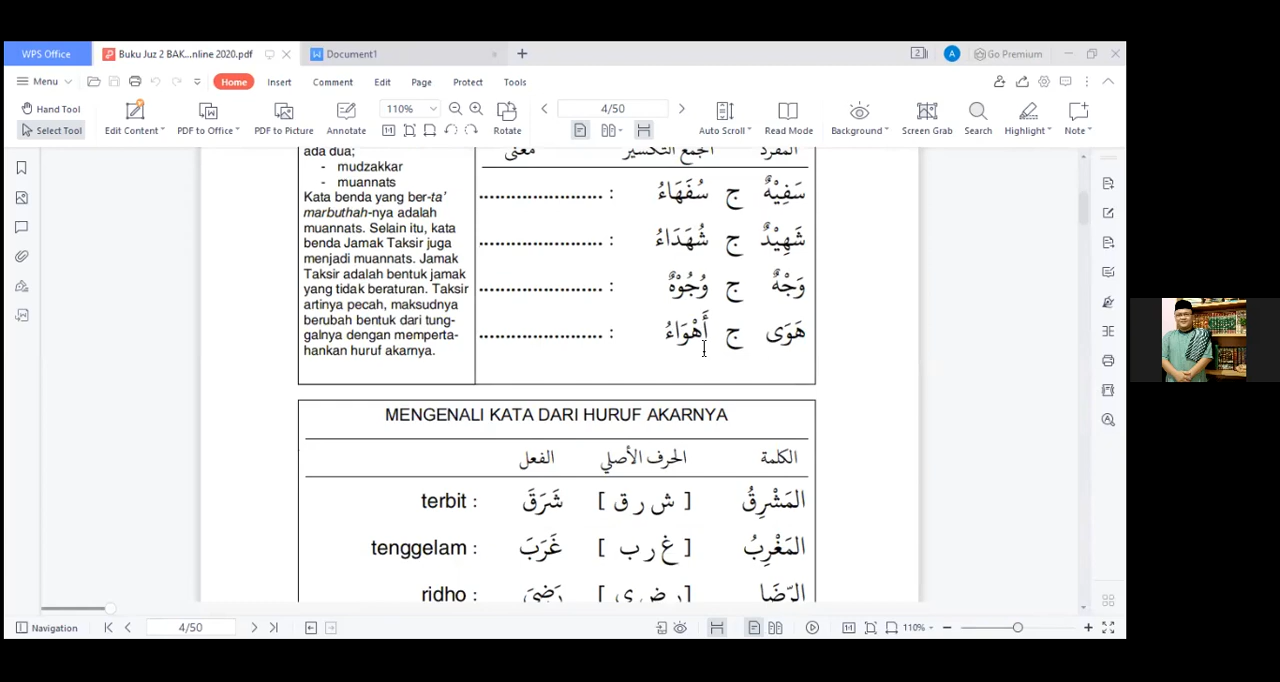 WPS Office
Buku Juz 2 BAK...nline 2020.pdf
Document1
Go Premium
Menu
Home Insert Comment Edit Page Protect Tools
Hand Tool
Select Tool
Edit Content
PDF to Office
PDF to Picture
Annotate
110%
Rotate
4/50
Auto Scroll
Read Mode
Background
Screen Grab
Search
Highlight
Note
ada dua;
- mudzakkar
- muannats
Kata benda yang ber-ta'
marbuthah-nya adalah
muannats. Selain itu, kata
benda Jamak Taksir juga
menjadi muannats. Jamak
Taksir adalah bentuk jamak
yang tidak beraturan. Taksir
artinya pecah, maksudnya
berubah bentuk dari tung-
galnya dengan memperta-
hankan huruf akarnya.
المفرد الجمع التكسير معنى
سَفِيْهٌ ج سُفَهَاءُ : ......................
شَهِيْدٌ ج شُهَدَاءُ : ......................
وَجْهٌ ج وُجُوْهٌ : ......................
هَوَى ج أَهْوَاءُ : ......................
MENGENALI KATA DARI HURUF AKARNYA
الكلمة الحرف الأصلي الفعل
المَشْرِقُ [ ش ر ق ] شَرَقَ : terbit
المَغْرِبُ [ غ ر ب ] غَرَبَ : tenggelam
الرِّضَا [ ر ض ي ] رَضِيَ : ridho
Navigation
4/50
110%